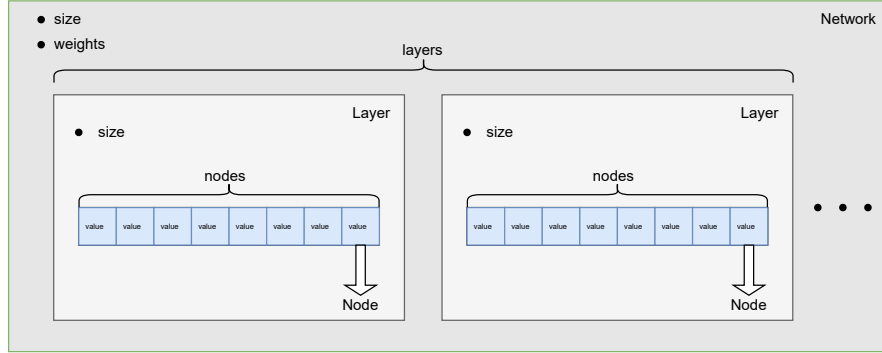 size
Network
weights
layers
Layer
Layer
size
size
nodes
nodes
value value value value value value value value
value value value value value value value value
Node
Node